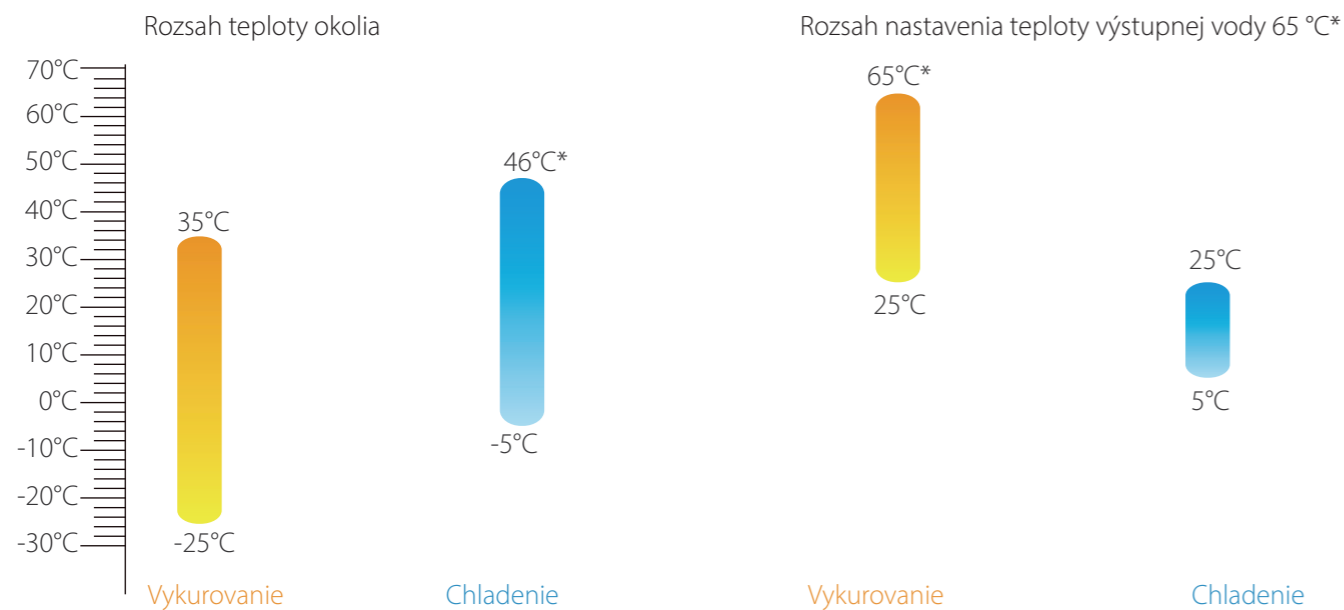 Rozsah teploty okolia
70°C
60°C
50°C
40°C
30°C
20°C
10°C
0°C
-10°C
-20°C
-30°C
35°C
-25°C
Vykurovanie
46°C*
-5°C
Chladenie
Rozsah nastavenia teploty výstupnej vody 65 °C*
65°C*
25°C
Vykurovanie
25°C
5°C
Chladenie